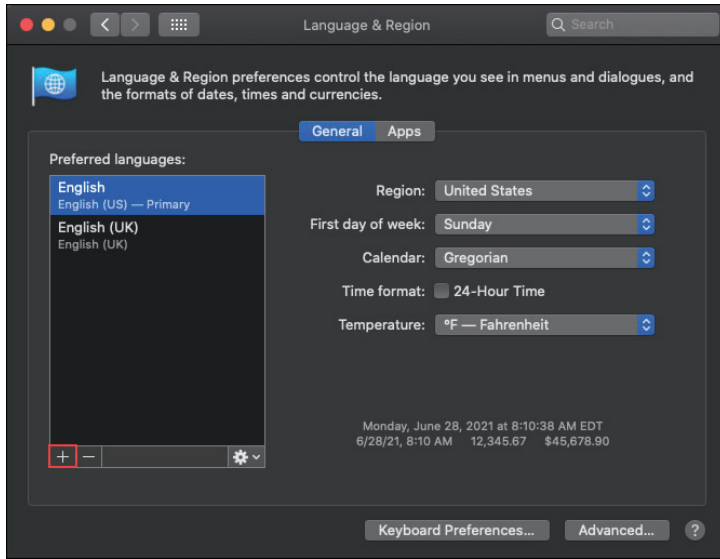 Language & Region
Search
Language & Region preferences control the language you see in menus and dialogues, and
the formats of dates, times and currencies.
General Apps
Preferred languages:
English
English (US) — Primary
English (UK)
English (UK)
Region: United States
First day of week: Sunday
Calendar: Gregorian
Time format: 24-Hour Time
Temperature: °F — Fahrenheit
Monday, June 28, 2021 at 8:10:38 AM EDT
6/28/21, 8:10 AM 12,345.67 $45,678.90
+ −
Keyboard Preferences... Advanced... ?